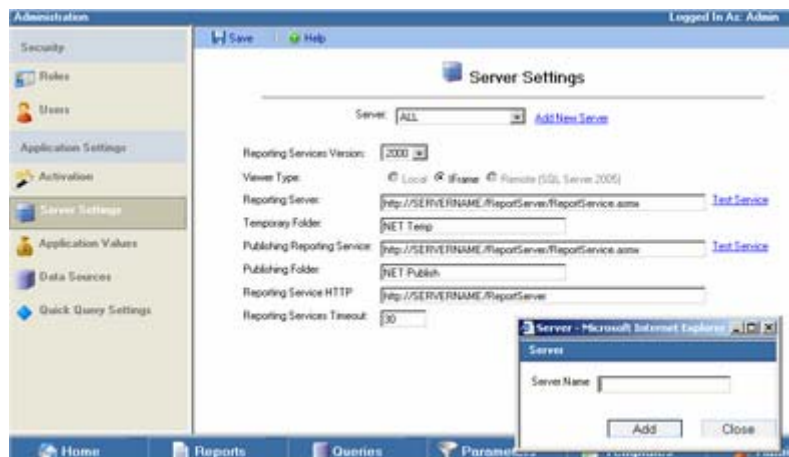 Administration
Logged In As: Admin
Save
Help
Security
Roles
Users
Application Settings
Activation
Server Settings
Application Values
Data Sources
Quick Query Settings
Server Settings
Server: ALL
Add New Server
Reporting Services Version: 2000
Viewer Type: Local IFrame Remote (SQL Server 2005)
Reporting Server: http://SERVERNAME/ReportServer/ReportService.asmx Test Service
Temporary Folder: NET Temp
Publishing Reporting Service: http://SERVERNAME/ReportServer/ReportService.asmx Test Service
Publishing Folder: NET Publish
Reporting Service HTTP http://SERVERNAME/ReportServer
Reporting Services Timeout: 30
Server - Microsoft Internet Explorer
Server
Server Name
Add
Close
Home
Reports
Queries